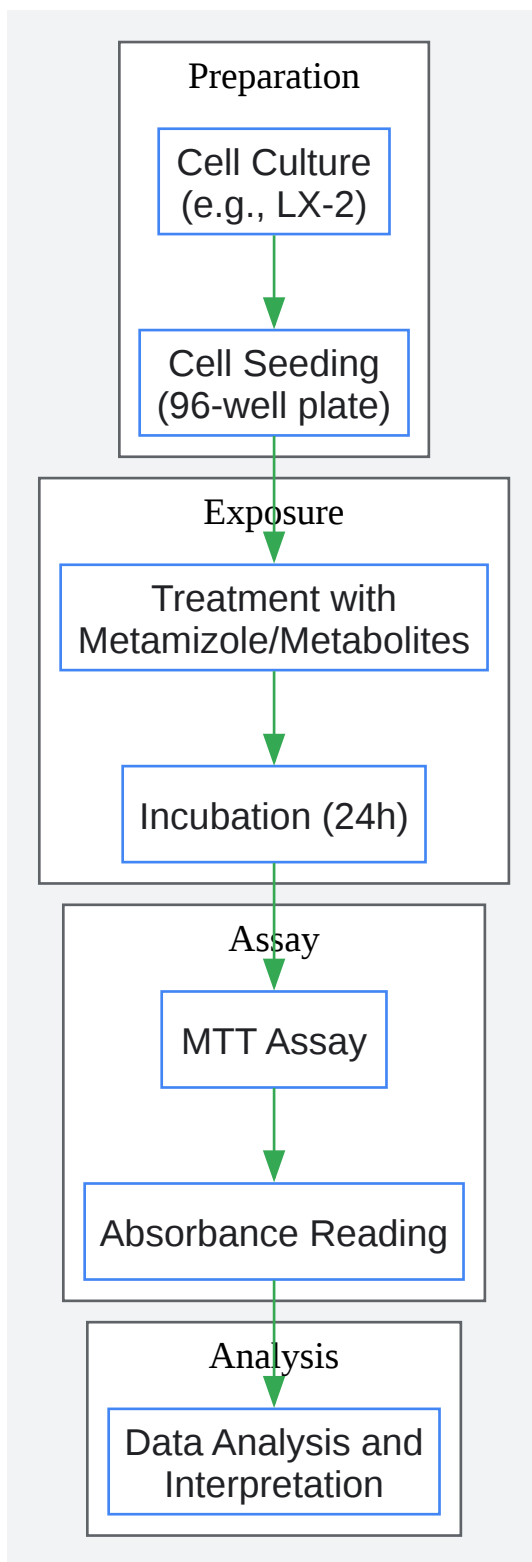 Preparation
Cell Culture
(e.g., LX-2)
Cell Seeding
(96-well plate)
Exposure
Treatment with
Metamizole/Metabolites
Incubation (24h)
Assay
MTT Assay
Absorbance Reading
Analysis
Data Analysis and
Interpretation